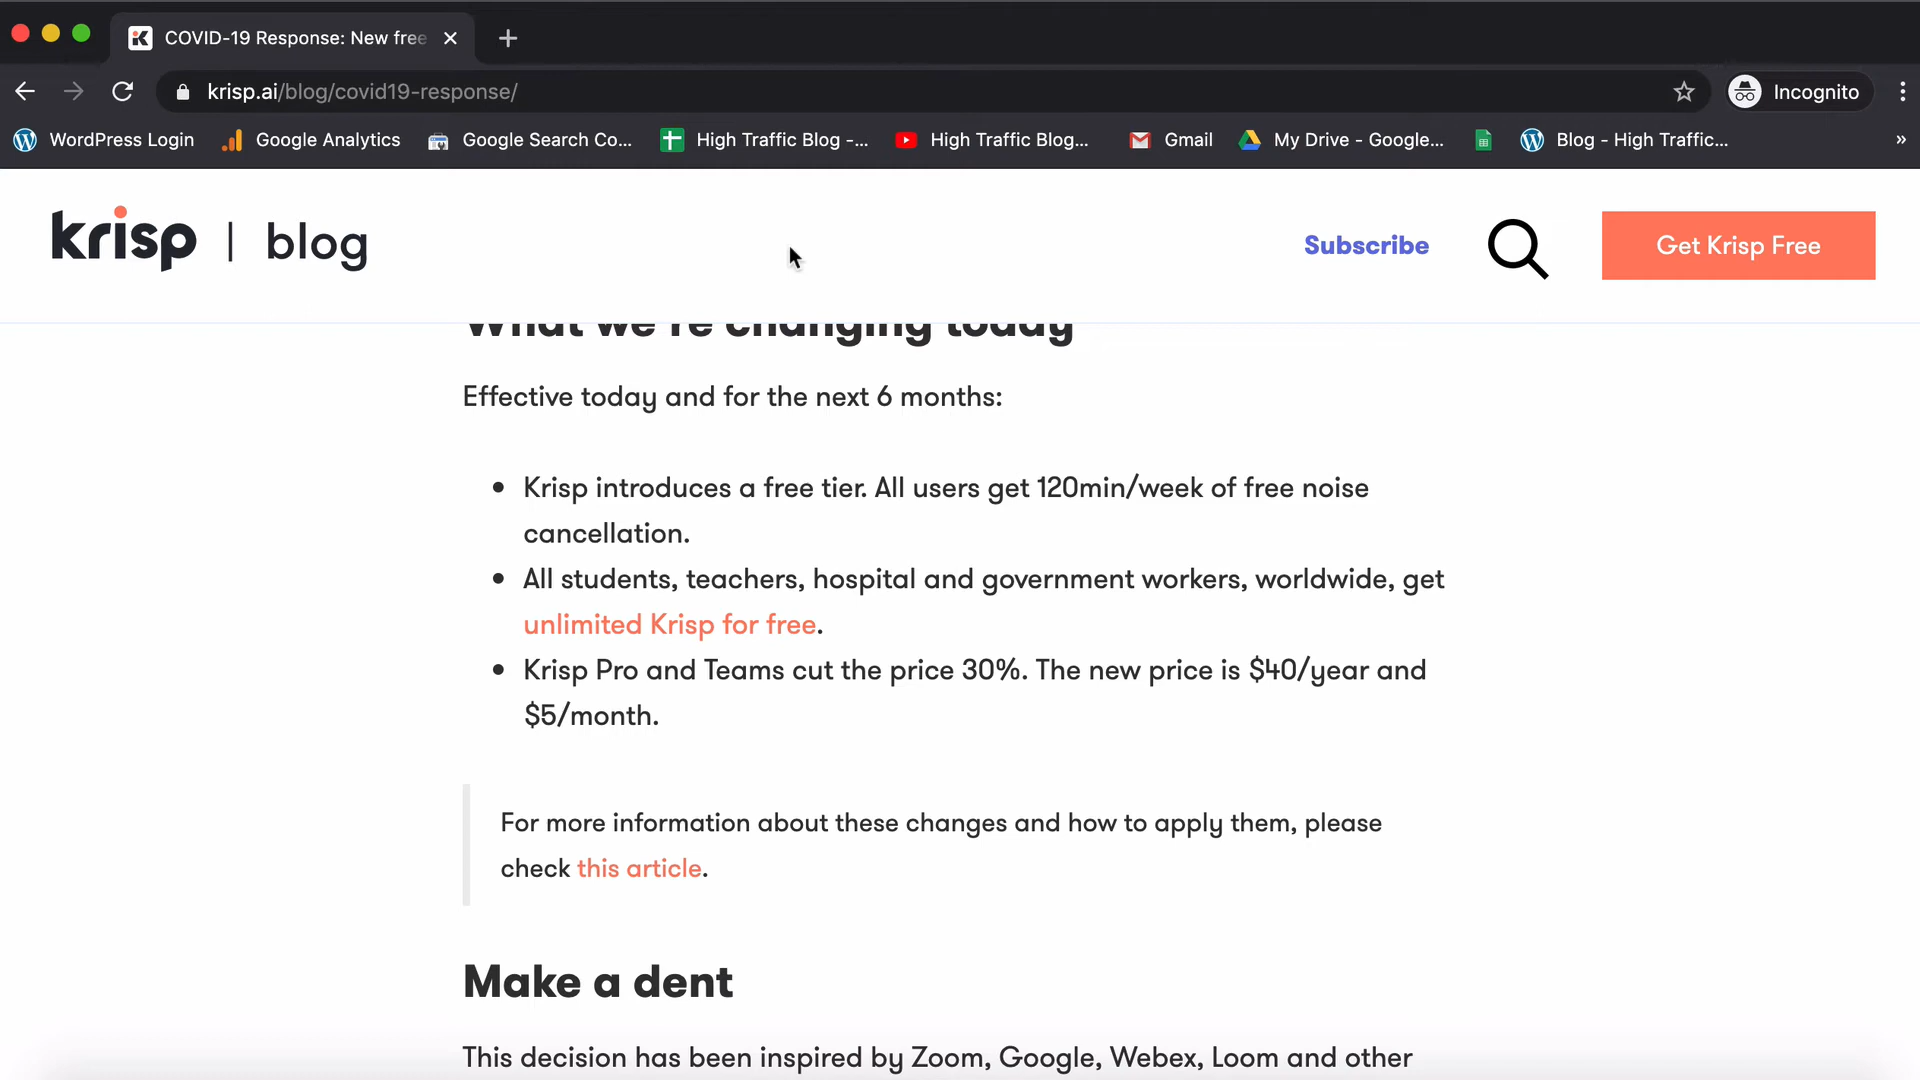 COVID-19 Response: New free
krisp.ai/blog/covid19-response/
Incognito
WordPress Login
Google Analytics
Google Search Co...
High Traffic Blog -...
High Traffic Blog...
Gmail
My Drive - Google...
Blog - High Traffic...
»
krisp | blog
Subscribe
Get Krisp Free
What we're changing today
Effective today and for the next 6 months:
• Krisp introduces a free tier. All users get 120min/week of free noise
cancellation.
• All students, teachers, hospital and government workers, worldwide, get
unlimited Krisp for free.
• Krisp Pro and Teams cut the price 30%. The new price is $40/year and
$5/month.
For more information about these changes and how to apply them, please
check this article.
Make a dent
This decision has been inspired by Zoom, Google, Webex, Loom and other